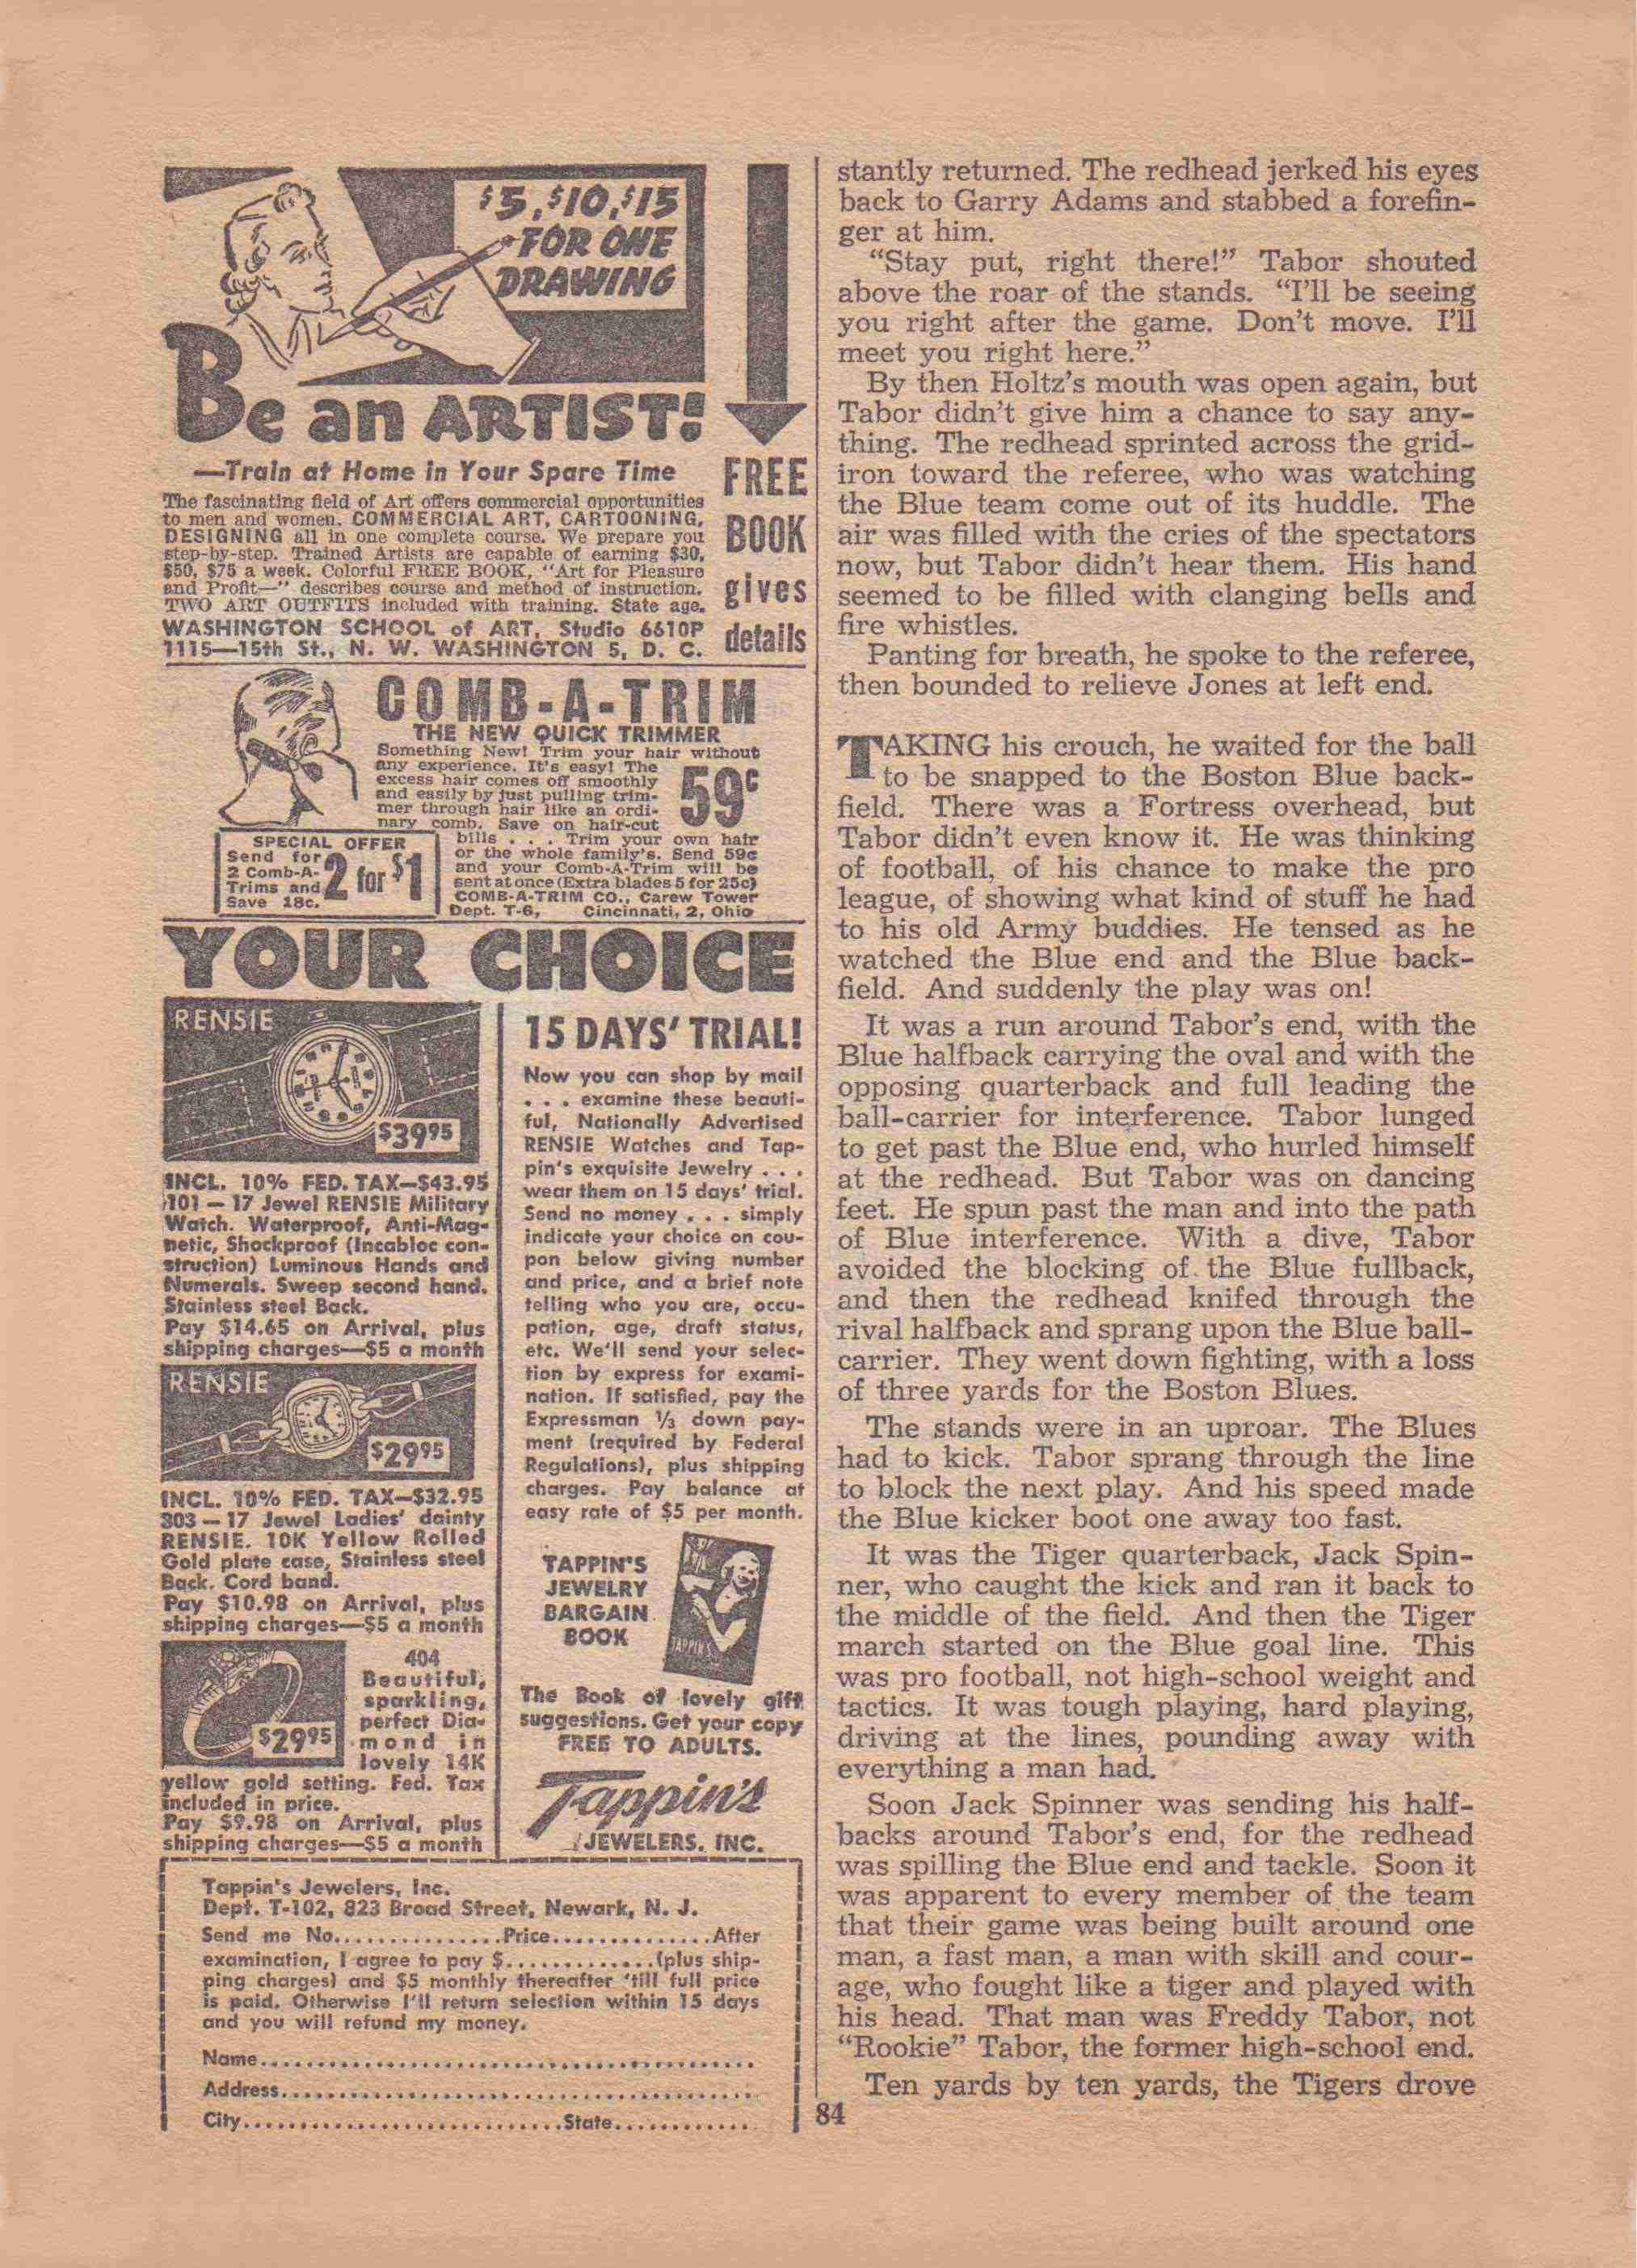 $5, $10, $15
FOR ONE
DRAWING
Be an ARTIST!
—Train at Home in Your Spare Time
The fascinating field of Art offers commercial opportunities
to men and women. COMMERCIAL ART, CARTOONING,
DESIGNING all in one complete course. We prepare you
step-by-step. Trained Artists are capable of earning $30,
$50, $75 a week. Colorful FREE BOOK, “Art for Pleasure
and Profit—” describes course and method of instruction.
TWO ART OUTFITS included with training. State age.
WASHINGTON SCHOOL of ART, Studio 6610P
1115—15th St., N. W. WASHINGTON 5, D. C.
FREE
BOOK
gives
details
COMB-A-TRIM
THE NEW QUICK TRIMMER
Something New! Trim your hair without
any experience. It's easy! The
excess hair comes off smoothly
and easily by just pulling trim-
mer through hair like an ordi-
nary comb. Save on hair-cut
59c
bills . . . Trim your own hair
or the whole family's. Send 59c
and your Comb-A-Trim will be
sent at once (Extra blades 5 for 25c)
COMB-A-TRIM CO., Carew Tower
Dept. T-6, Cincinnati, 2, Ohio
SPECIAL OFFER
Send for
2 Comb-A-
Trims and
Save 18c.
2 for $1
YOUR CHOICE
RENSIE
$39.95
INCL. 10% FED. TAX—$43.95
101 — 17 Jewel RENSIE Military
Watch. Waterproof, Anti-Mag-
netic, Shockproof (Incabloc con-
struction) Luminous Hands and
Numerals. Sweep second hand.
Stainless steel Back.
Pay $14.65 on Arrival, plus
shipping charges—$5 a month
RENSIE
$29.95
INCL. 10% FED. TAX—$32.95
303 — 17 Jewel Ladies' dainty
RENSIE. 10K Yellow Rolled
Gold plate case, Stainless steel
Back. Cord band.
Pay $10.98 on Arrival, plus
shipping charges—$5 a month
$29.95
404
Beautiful,
sparkling,
perfect Dia-
mond in
lovely 14K
yellow gold setting. Fed. Tax
included in price.
Pay $9.98 on Arrival, plus
shipping charges—$5 a month
15 DAYS' TRIAL!
Now you can shop by mail
. . . examine these beauti-
ful, Nationally Advertised
RENSIE Watches and Tap-
pin's exquisite Jewelry . . .
wear them on 15 days' trial.
Send no money . . . simply
indicate your choice on cou-
pon below giving number
and price, and a brief note
telling who you are, occu-
pation, age, draft status,
etc. We'll send your selec-
tion by express for exami-
nation. If satisfied, pay the
Expressman ⅓ down pay-
ment (required by Federal
Regulations), plus shipping
charges. Pay balance at
easy rate of $5 per month.
TAPPIN'S
JEWELRY
BARGAIN
BOOK
TAPPIN'S
The Book of lovely gift
suggestions. Get your copy
FREE TO ADULTS.
Tappin's
JEWELERS, INC.
Tappin's Jewelers, Inc.
Dept. T-102, 823 Broad Street, Newark, N. J.
Send me No...............Price..............After
examination, I agree to pay $..............(plus ship-
ping charges) and $5 monthly thereafter 'till full price
is paid. Otherwise I'll return selection within 15 days
and you will refund my money.
Name.............................................
Address...........................................
City.............................State.............
stantly returned. The redhead jerked his eyes
back to Garry Adams and stabbed a forefin-
ger at him.
“Stay put, right there!” Tabor shouted
above the roar of the stands. “I'll be seeing
you right after the game. Don't move. I'll
meet you right here.”
By then Holtz's mouth was open again, but
Tabor didn't give him a chance to say any-
thing. The redhead sprinted across the grid-
iron toward the referee, who was watching
the Blue team come out of its huddle. The
air was filled with the cries of the spectators
now, but Tabor didn't hear them. His hand
seemed to be filled with clanging bells and
fire whistles.
Panting for breath, he spoke to the referee,
then bounded to relieve Jones at left end.
TAKING his crouch, he waited for the ball
to be snapped to the Boston Blue back-
field. There was a Fortress overhead, but
Tabor didn't even know it. He was thinking
of football, of his chance to make the pro
league, of showing what kind of stuff he had
to his old Army buddies. He tensed as he
watched the Blue end and the Blue back-
field. And suddenly the play was on!
It was a run around Tabor's end, with the
Blue halfback carrying the oval and with the
opposing quarterback and full leading the
ball-carrier for interference. Tabor lunged
to get past the Blue end, who hurled himself
at the redhead. But Tabor was on dancing
feet. He spun past the man and into the path
of Blue interference. With a dive, Tabor
avoided the blocking of the Blue fullback,
and then the redhead knifed through the
rival halfback and sprang upon the Blue ball-
carrier. They went down fighting, with a loss
of three yards for the Boston Blues.
The stands were in an uproar. The Blues
had to kick. Tabor sprang through the line
to block the next play. And his speed made
the Blue kicker boot one away too fast.
It was the Tiger quarterback, Jack Spin-
ner, who caught the kick and ran it back to
the middle of the field. And then the Tiger
march started on the Blue goal line. This
was pro football, not high-school weight and
tactics. It was tough playing, hard playing,
driving at the lines, pounding away with
everything a man had.
Soon Jack Spinner was sending his half-
backs around Tabor's end, for the redhead
was spilling the Blue end and tackle. Soon it
was apparent to every member of the team
that their game was being built around one
man, a fast man, a man with skill and cour-
age, who fought like a tiger and played with
his head. That man was Freddy Tabor, not
“Rookie” Tabor, the former high-school end.
Ten yards by ten yards, the Tigers drove
84